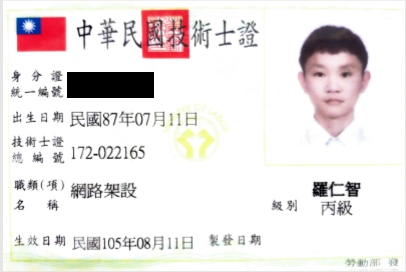 中華民國技術士證
身分證
統一編號
出生日期 民國87年07月11日
技術士證
總編號 172-022165
職類(項)
名稱 網路架設
羅仁智
級別 丙級
生效日期 民國105年08月11日 製發日期
勞動部 發